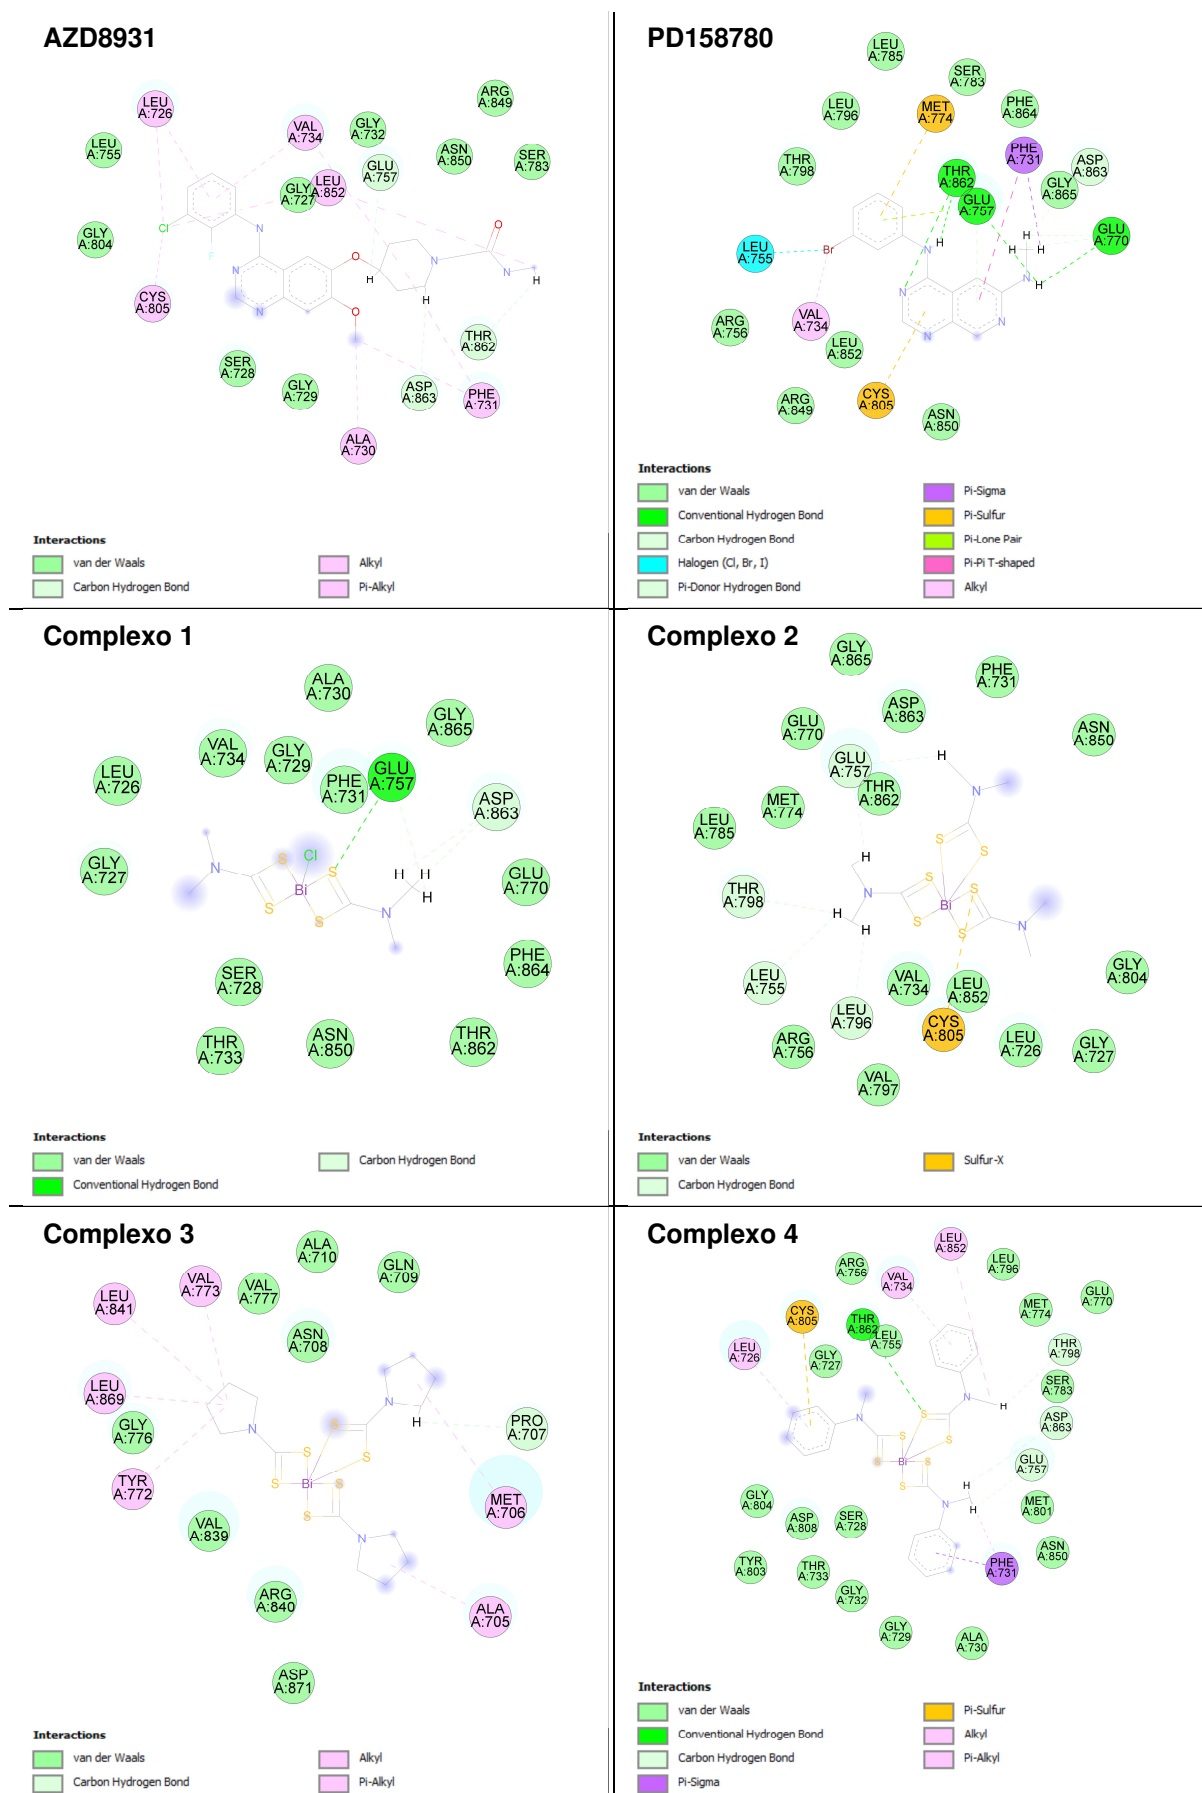 AZD8931
LEU
A:726
LEU
A:755
VAL
A:734
GLY
A:732
ARG
A:849
GLU
A:757
ASN
A:850
SER
A:783
GLY
A:727
LEU
A:852
GLY
A:804
Cl
F
N
N
N
O
O
O
N
N
H
H
H
CYS
A:805
THR
A:862
SER
A:728
GLY
A:729
ASP
A:863
PHE
A:731
ALA
A:730
Interactions
van der Waals
Carbon Hydrogen Bond
Alkyl
Pi-Alkyl
PD158780
LEU
A:785
SER
A:783
LEU
A:796
MET
A:774
PHE
A:864
THR
A:798
THR
A:862
PHE
A:731
ASP
A:863
GLY
A:865
GLU
A:757
GLU
A:770
LEU
A:755
Br
N
H
H
H
H
N
H
N
N
N
VAL
A:734
ARG
A:756
LEU
A:852
ARG
A:849
CYS
A:805
ASN
A:850
Interactions
van der Waals
Conventional Hydrogen Bond
Carbon Hydrogen Bond
Halogen (Cl, Br, I)
Pi-Donor Hydrogen Bond
Pi-Sigma
Pi-Sulfur
Pi-Lone Pair
Pi-Pi T-shaped
Alkyl
Complexo 1
ALA
A:730
GLY
A:865
VAL
A:734
GLY
A:729
LEU
A:726
PHE
A:731
GLU
A:757
ASP
A:863
GLY
A:727
N
S
Cl
S
Bi
S
S
N
H
H
H
GLU
A:770
PHE
A:864
SER
A:728
THR
A:733
ASN
A:850
THR
A:862
Interactions
van der Waals
Conventional Hydrogen Bond
Carbon Hydrogen Bond
Complexo 2
GLY
A:865
PHE
A:731
ASP
A:863
GLU
A:770
ASN
A:850
GLU
A:757
THR
A:862
MET
A:774
LEU
A:785
THR
A:798
H
N
S
S
H
N
H
H
S
S
Bi
S
S
N
LEU
A:755
VAL
A:734
LEU
A:852
GLY
A:804
LEU
A:796
CYS
A:805
ARG
A:756
LEU
A:726
GLY
A:727
VAL
A:797
Interactions
van der Waals
Carbon Hydrogen Bond
Sulfur-X
Complexo 3
ALA
A:710
GLN
A:709
VAL
A:773
VAL
A:777
LEU
A:841
ASN
A:708
LEU
A:869
GLY
A:776
TYR
A:772
N
N
H
S
S
S
S
Bi
S
S
N
PRO
A:707
MET
A:706
VAL
A:839
ARG
A:840
ALA
A:705
ASP
A:871
Interactions
van der Waals
Carbon Hydrogen Bond
Alkyl
Pi-Alkyl
Complexo 4
LEU
A:852
ARG
A:756
VAL
A:734
LEU
A:796
CYS
A:805
THR
A:862
LEU
A:755
MET
A:774
GLU
A:770
LEU
A:726
GLY
A:727
THR
A:798
SER
A:783
ASP
A:863
GLU
A:757
N
N
H
S
S
S
S
Bi
S
S
H
H
N
GLY
A:804
ASP
A:808
SER
A:728
MET
A:801
ASN
A:850
TYR
A:803
THR
A:733
PHE
A:731
GLY
A:732
GLY
A:729
ALA
A:730
Interactions
van der Waals
Conventional Hydrogen Bond
Carbon Hydrogen Bond
Pi-Sigma
Pi-Sulfur
Alkyl
Pi-Alkyl